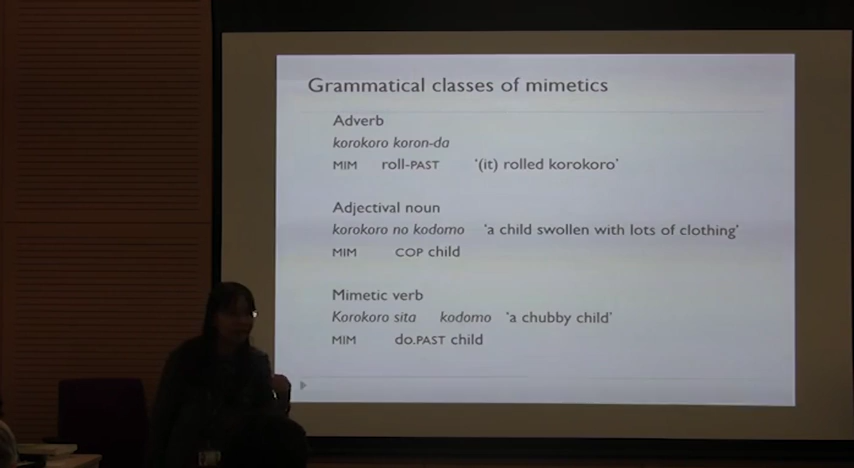 Grammatical classes of mimetics
Adverb
korokoro koron-da
MIM roll-PAST '(it) rolled korokoro'
Adjectival noun
korokoro no kodomo 'a child swollen with lots of clothing'
MIM COP child
Mimetic verb
Korokoro sita kodomo 'a chubby child'
MIM do.PAST child